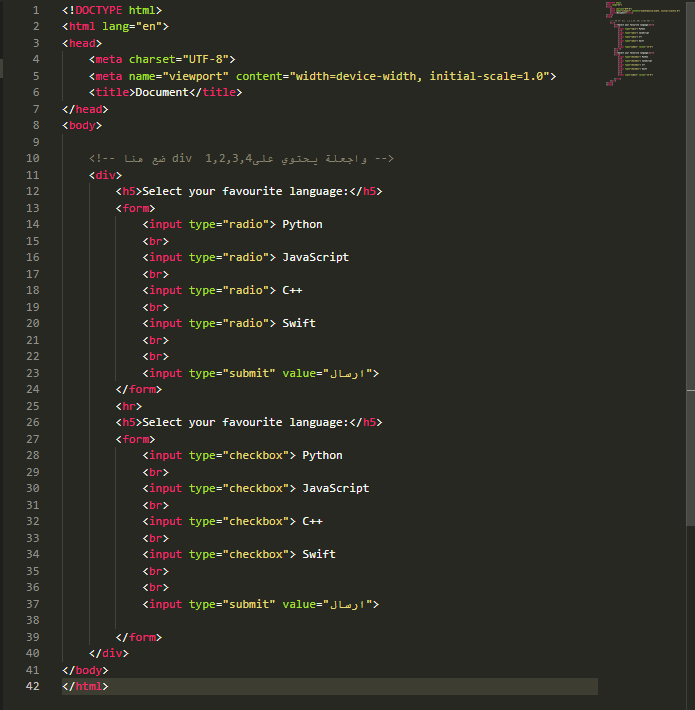 1 <!DOCTYPE html>
2 <html lang="en">
3 <head>
4 <meta charset="UTF-8">
5 <meta name="viewport" content="width=device-width, initial-scale=1.0">
6 <title>Document</title>
7 </head>
8 <body>
9
10 <!-- ضع هنا div واجعلة يحتوي على1,2,3,4 -->
11 <div>
12 <h5>Select your favourite language:</h5>
13 <form>
14 <input type="radio"> Python
15 <br>
16 <input type="radio"> JavaScript
17 <br>
18 <input type="radio"> C++
19 <br>
20 <input type="radio"> Swift
21 <br>
22 <br>
23 <input type="submit" value="ارسال">
24 </form>
25 <hr>
26 <h5>Select your favourite language:</h5>
27 <form>
28 <input type="checkbox"> Python
29 <br>
30 <input type="checkbox"> JavaScript
31 <br>
32 <input type="checkbox"> C++
33 <br>
34 <input type="checkbox"> Swift
35 <br>
36 <br>
37 <input type="submit" value="ارسال">
38
39 </form>
40 </div>
41 </body>
42 </html>